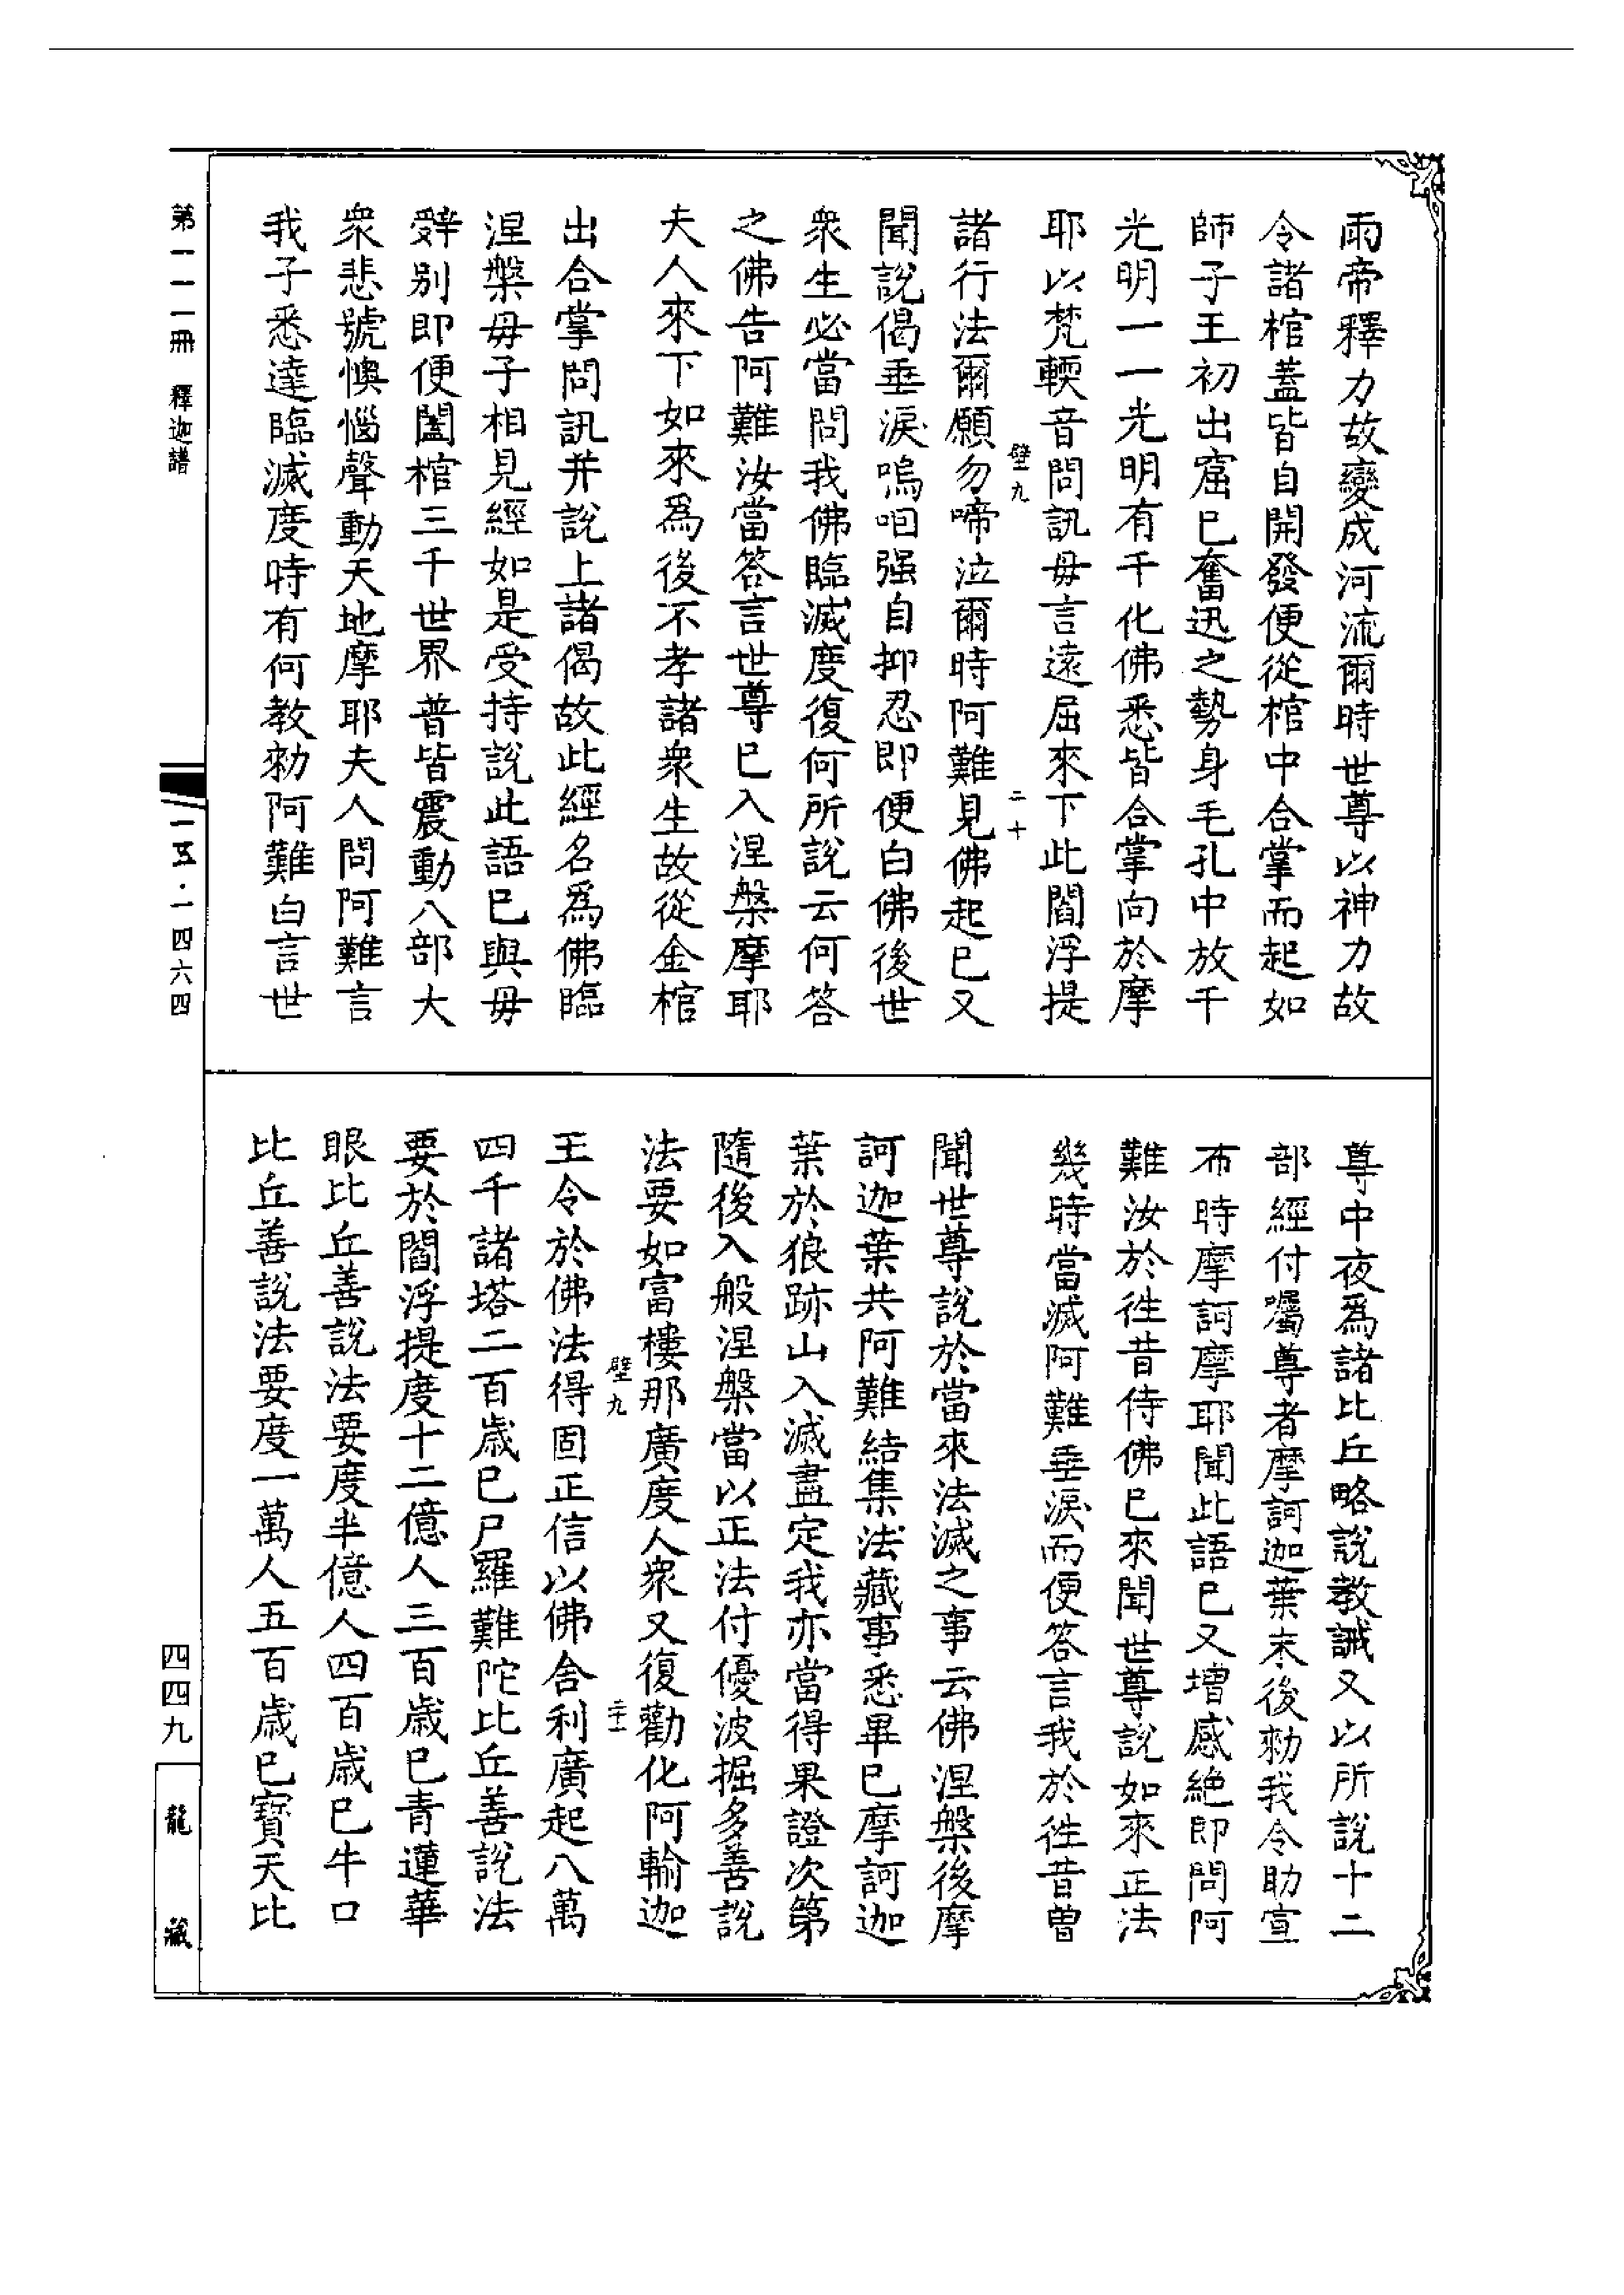 雨帝釋力故變成河流爾時世尊以神力故
令諸棺蓋皆自開發便從棺中合掌而起如
師子王初出窟已奮迅之勢身毛孔中放千
光明一一光明有千化佛悉皆合掌向於摩
耶以梵輭音問訊毋言遠屈來下此閻浮提
壁九
二十
諸行法爾願勿啼泣爾時阿難見佛起已又
聞說偈垂淚嗚咽强自抑忍即便白佛後世
衆生必當問我佛臨滅度復何所說云何答
之佛告阿難汝當答言世尊已入涅槃摩耶
夫人來下如來爲後不孝諸衆生故從金棺
出合掌問訊并說上諸偈故此經名爲佛臨
涅槃毋子相見經如是受持說此語已與毋
辤別即便闔棺三千世界普皆震動八部大
衆悲號懊惱聲動天地摩耶夫人問阿難言
我子悉達臨滅度時有何教勑阿難白言世
尊中夜爲諸比丘略說教誡又以所說十二
部經付囑尊者摩訶迦葉末後勑我令助宣
布時摩訶摩耶聞此語已又增感絕即問阿
難汝於徃昔侍佛已來聞世尊說如來正法
幾時當滅阿難垂淚而便答言我於徃昔曽
聞世尊說於當來法滅之事云佛涅槃後摩
訶迦葉共阿難結集法藏事悉畢已摩訶迦
葉於狼跡山入滅盡定我亦當得果證次第
隨後入般涅槃當以正法付優波掘多善說
法要如富樓那廣度人衆又復勸化阿輸迦
壁九
二十一
王令於佛法得固正信以佛舎利廣起八萬
四千諸塔二百歲已尸羅難陀比丘善說法
要於閻浮提度十二億人三百歲已青蓮華
眼比丘善說法要度半億人四百歲已牛口
比丘善說法要度一萬人五百歲已寶天比
第一一一冊 釋迦譜
一五·一四六四
四四九
龍藏